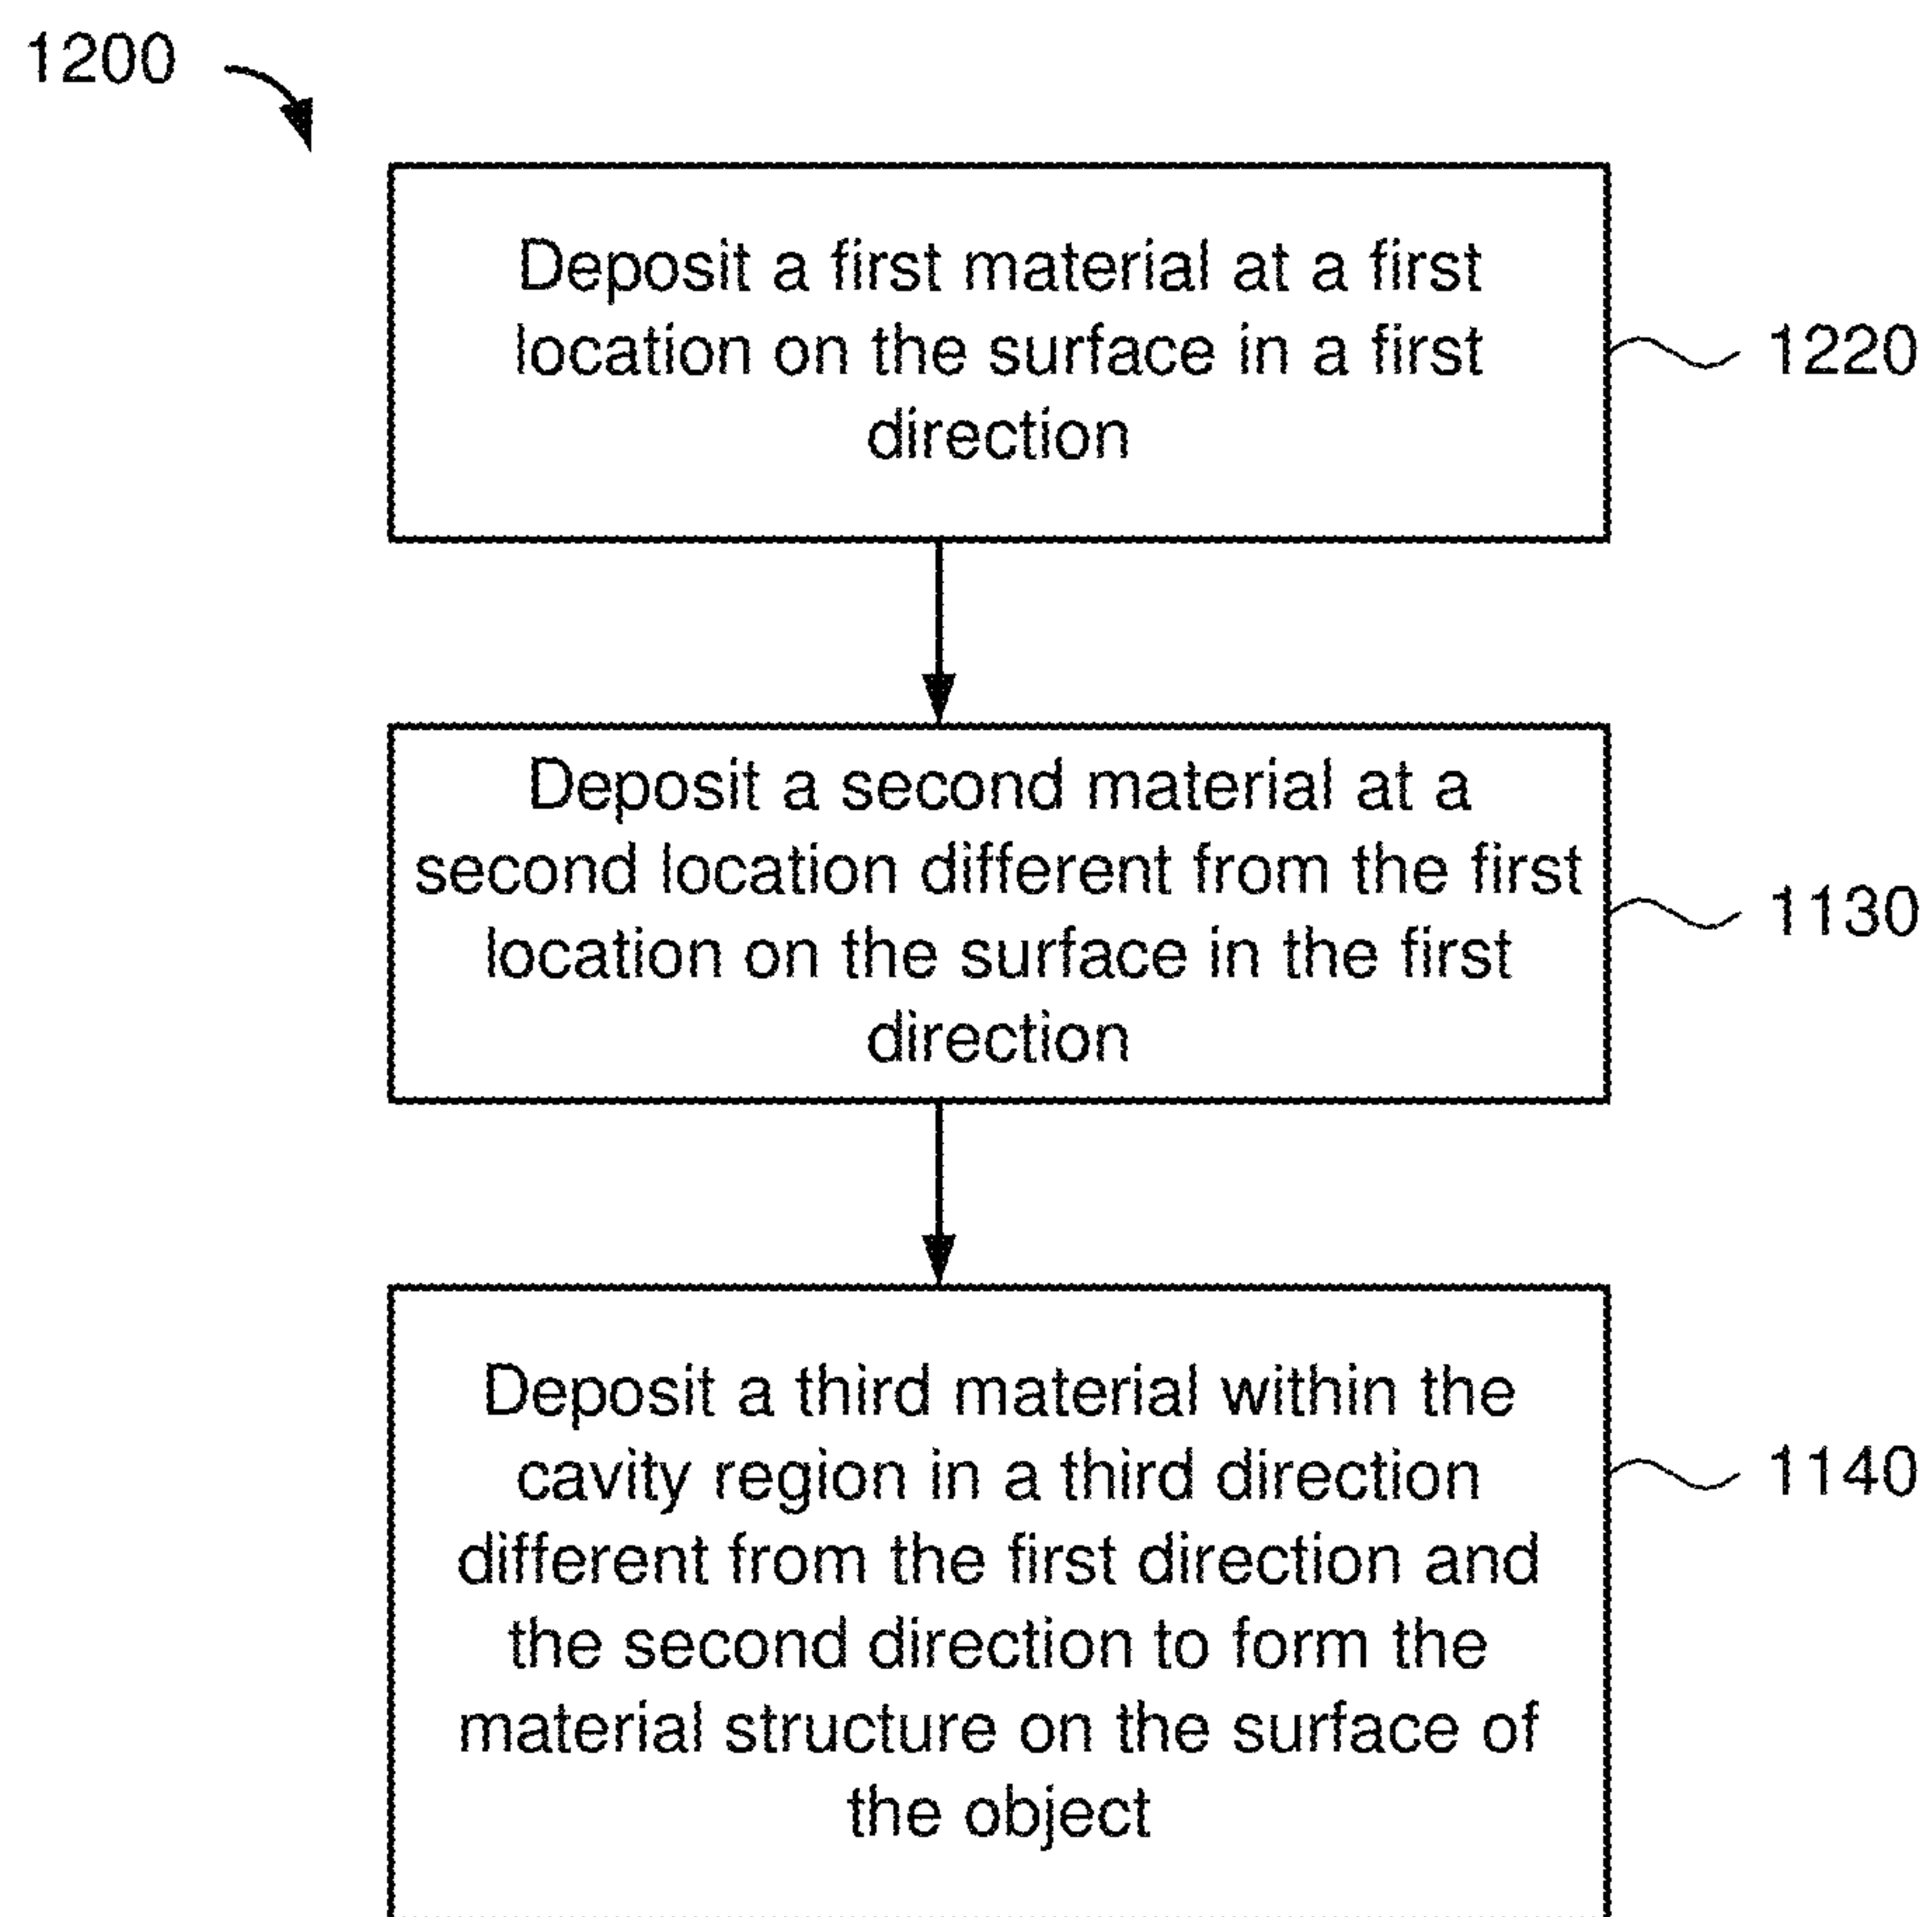 1200
Deposit a first material at a first
location on the surface in a first
direction
1220
Deposit a second material at a
second location different from the first
location on the surface in the first
direction
1130
Deposit a third material within the
cavity region in a third direction
different from the first direction and
the second direction to form the
material structure on the surface of
the object
1140